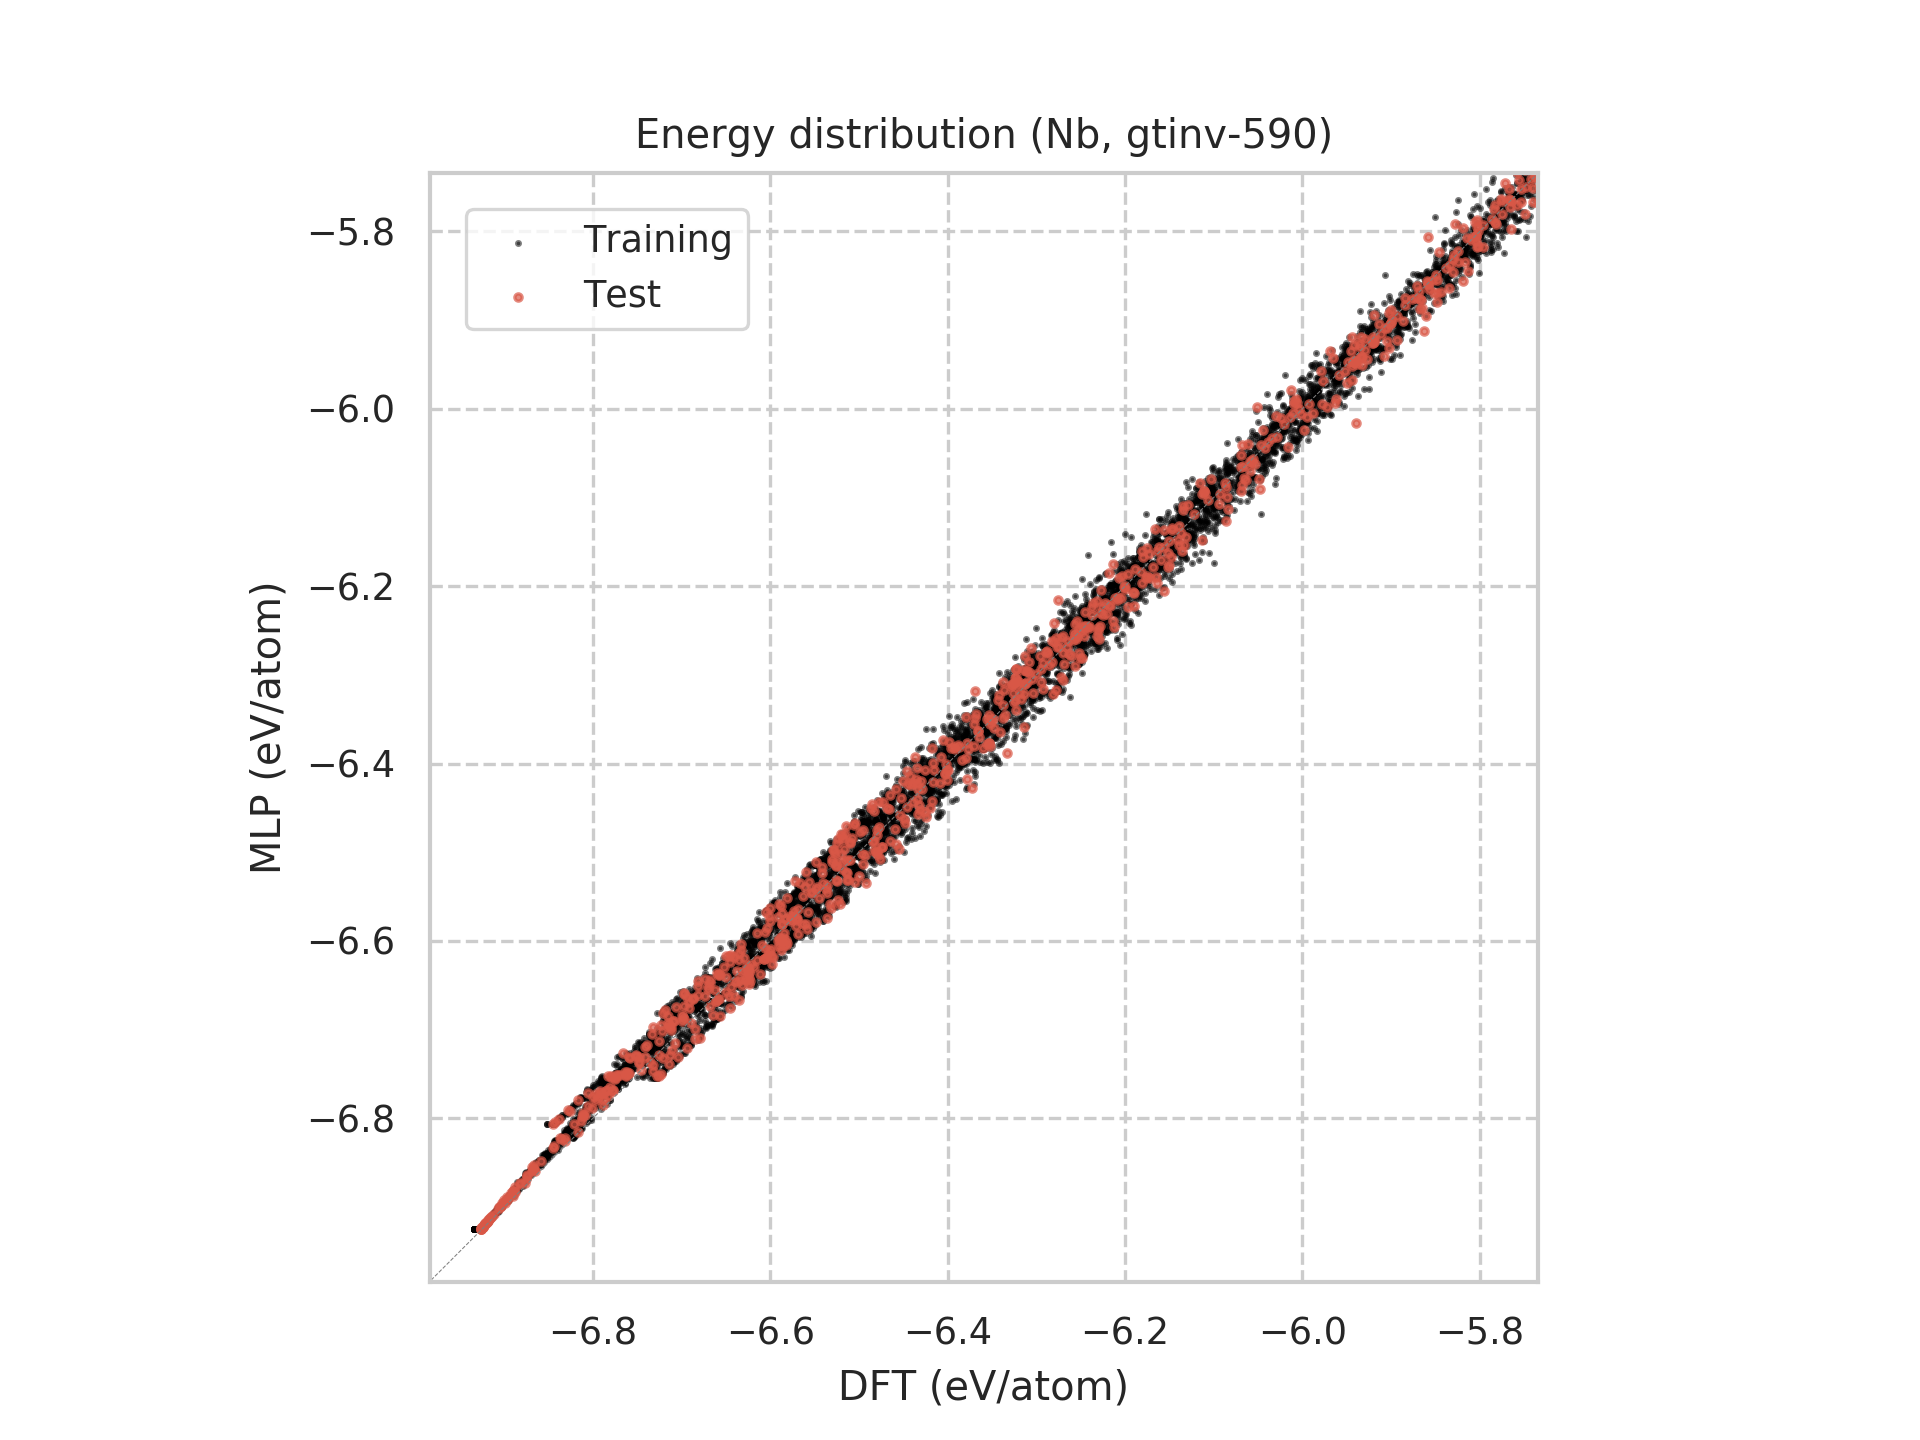 Energy distribution (Nb, gtinv-590)
Training
Test
−5.8
−6.0
−6.2
−6.4
−6.6
−6.8
MLP (eV/atom)
−6.8 −6.6 −6.4 −6.2 −6.0 −5.8
DFT (eV/atom)